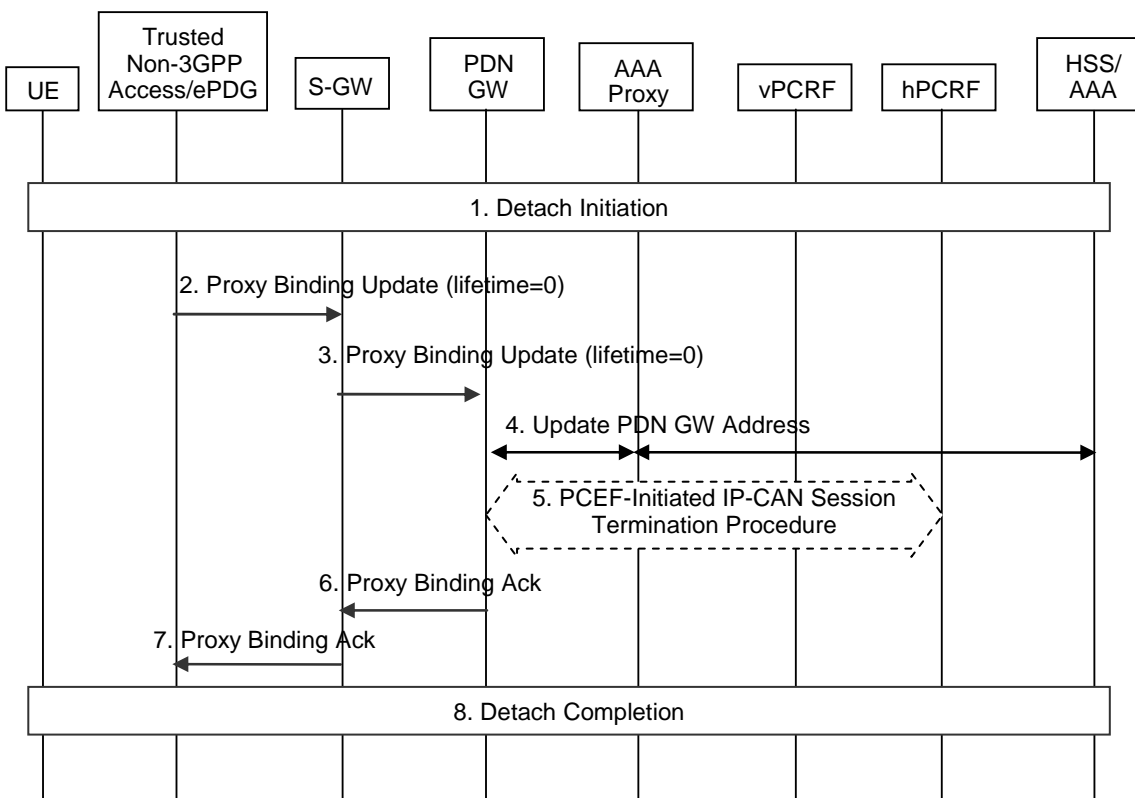 UE
Trusted
Non-3GPP
Access/ePDG
S-GW
PDN
GW
AAA
Proxy
vPCRF
hPCRF
HSS/
AAA
1. Detach Initiation
2. Proxy Binding Update (lifetime=0)
3. Proxy Binding Update (lifetime=0)
4. Update PDN GW Address
5. PCEF-Initiated IP-CAN Session
Termination Procedure
6. Proxy Binding Ack
7. Proxy Binding Ack
8. Detach Completion